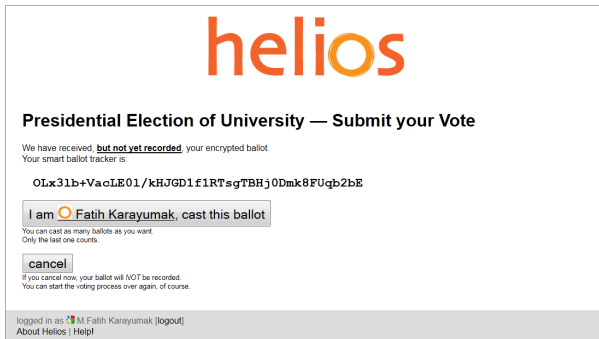 helios
Presidential Election of University — Submit your Vote
We have received, but not yet recorded, your encrypted ballot.
Your smart ballot tracker is:
OLx3lb+VacLE0l/kHJGD1f1RTsgTBHj0Dmk8FUqb2bE
I am Fatih Karayumak, cast this ballot
You can cast as many ballots as you want.
Only the last one counts.
cancel
If you cancel now, your ballot will NOT be recorded.
You can start the voting process over again, of course.
logged in as M.Fatih Karayumak [logout]
About Helios | Help!